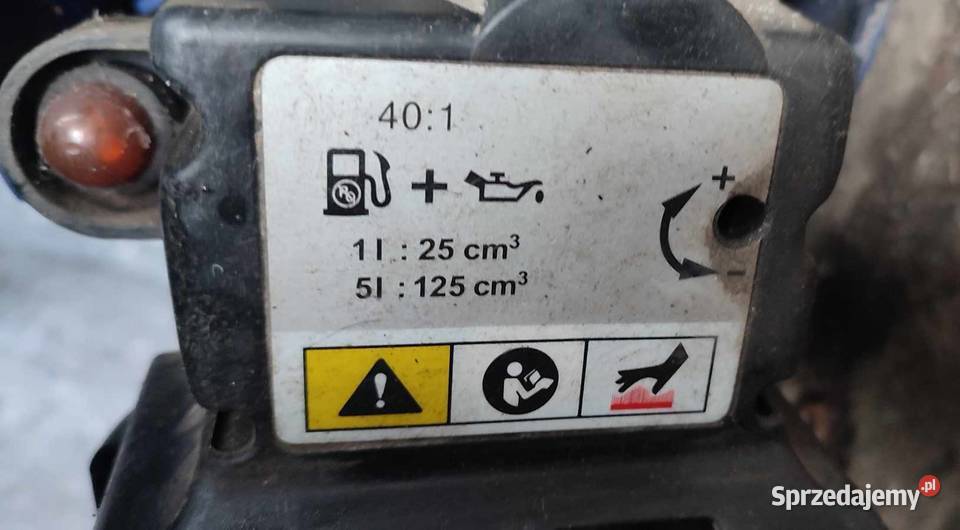 40:1
+
1l : 25 cm³
5l : 125 cm³
+
−
Sprzedajemy.pl